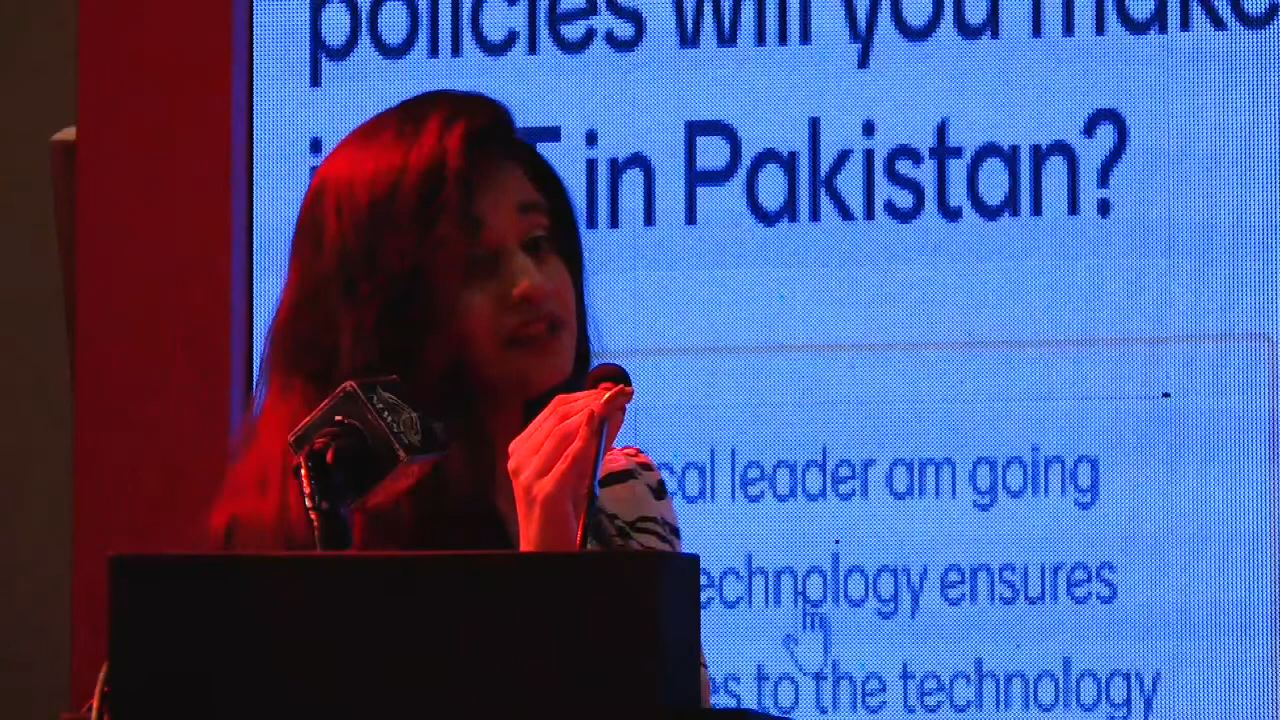 policies will you make
in Pakistan?
cal leader am going
echnology ensures
es to the technology